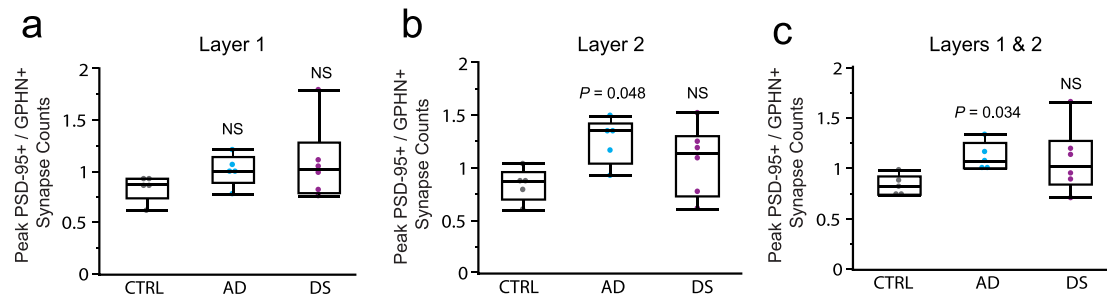 a
Layer 1
Peak PSD-95+ / GPHN+
Synapse Counts
2
1.5
1
0.5
0
NS
NS
CTRL
AD
DS
b
Layer 2
Peak PSD-95+ / GPHN+
Synapse Counts
2
1.5
1
0.5
0
P = 0.048
NS
CTRL
AD
DS
c
Layers 1 & 2
Peak PSD-95+ / GPHN+
Synapse Counts
2
1.5
1
0.5
0
P = 0.034
NS
CTRL
AD
DS